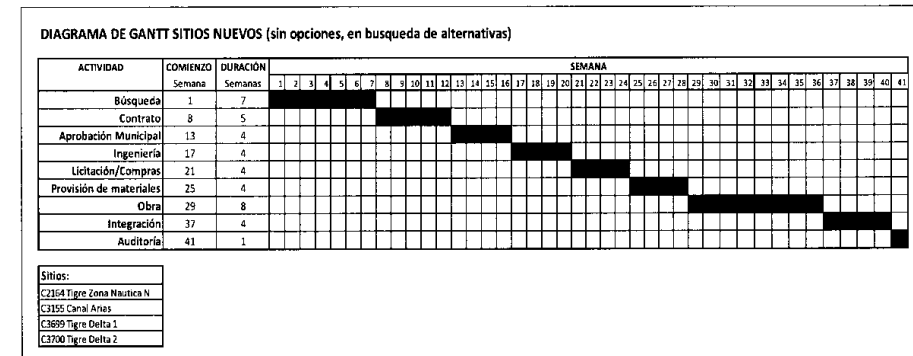 DIAGRAMA DE GANTT SITIOS NUEVOS (sin opciones, en busqueda de alternativas)
ACTIVIDAD COMIENZO DURACIÓN SEMANA
Semana Semanas 1 2 3 4 5 6 7 8 9 10 11 12 13 14 15 16 17 18 19 20 21 22 23 24 25 26 27 28 29 30 31 32 33 34 35 36 37 38 39 40 41
Búsqueda 1 7
Contrato 8 5
Aprobación Municipal 13 4
Ingeniería 17 4
Licitación/Compras 21 4
Provisión de materiales 25 4
Obra 29 8
Integración 37 4
Auditoría 41 1
Sitios:
C2164 Tigre Zona Nautica N
C3155 Canal Arias
C3699 Tigre Delta 1
C3700 Tigre Delta 2